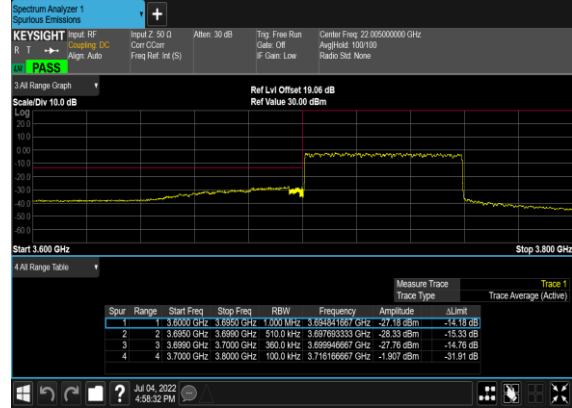 Spectrum Analyzer 1
Spurious Emissions
+
KEYSIGHT Input: RF Input Z: 50 Ω Atten: 30 dB Trig: Free Run Center Freq: 22.005000000 GHz
R T Coupling: DC Corr CCorr Gate: Off Avg|Hold: 100/100
Align: Auto Freq Ref: Int (S) IF Gain: Low Radio Std: None
PASS
3 All Range Graph
Ref Lvl Offset 19.06 dB
Scale/Div 10.0 dB Ref Value 30.00 dBm
Log
20.0
10.0
0.00
-10.0
-20.0
-30.0
-40.0
-50.0
-60.0
Start 3.600 GHz Stop 3.800 GHz
4 All Range Table
Measure Trace Trace 1
Trace Type Trace Average (Active)
Spur Range Start Freq Stop Freq RBW Frequency Amplitude ΔLimit
1 1 3.6000 GHz 3.6950 GHz 1.000 MHz 3.694841667 GHz -27.18 dBm -14.18 dB
2 2 3.6950 GHz 3.6990 GHz 510.0 kHz 3.697693333 GHz -28.33 dBm -15.33 dB
3 3 3.6990 GHz 3.7000 GHz 360.0 kHz 3.699946667 GHz -27.76 dBm -14.76 dB
4 4 3.7000 GHz 3.8000 GHz 100.0 kHz 3.716166667 GHz -1.907 dBm -31.91 dB
? Jul 04, 2022
4:58:32 PM